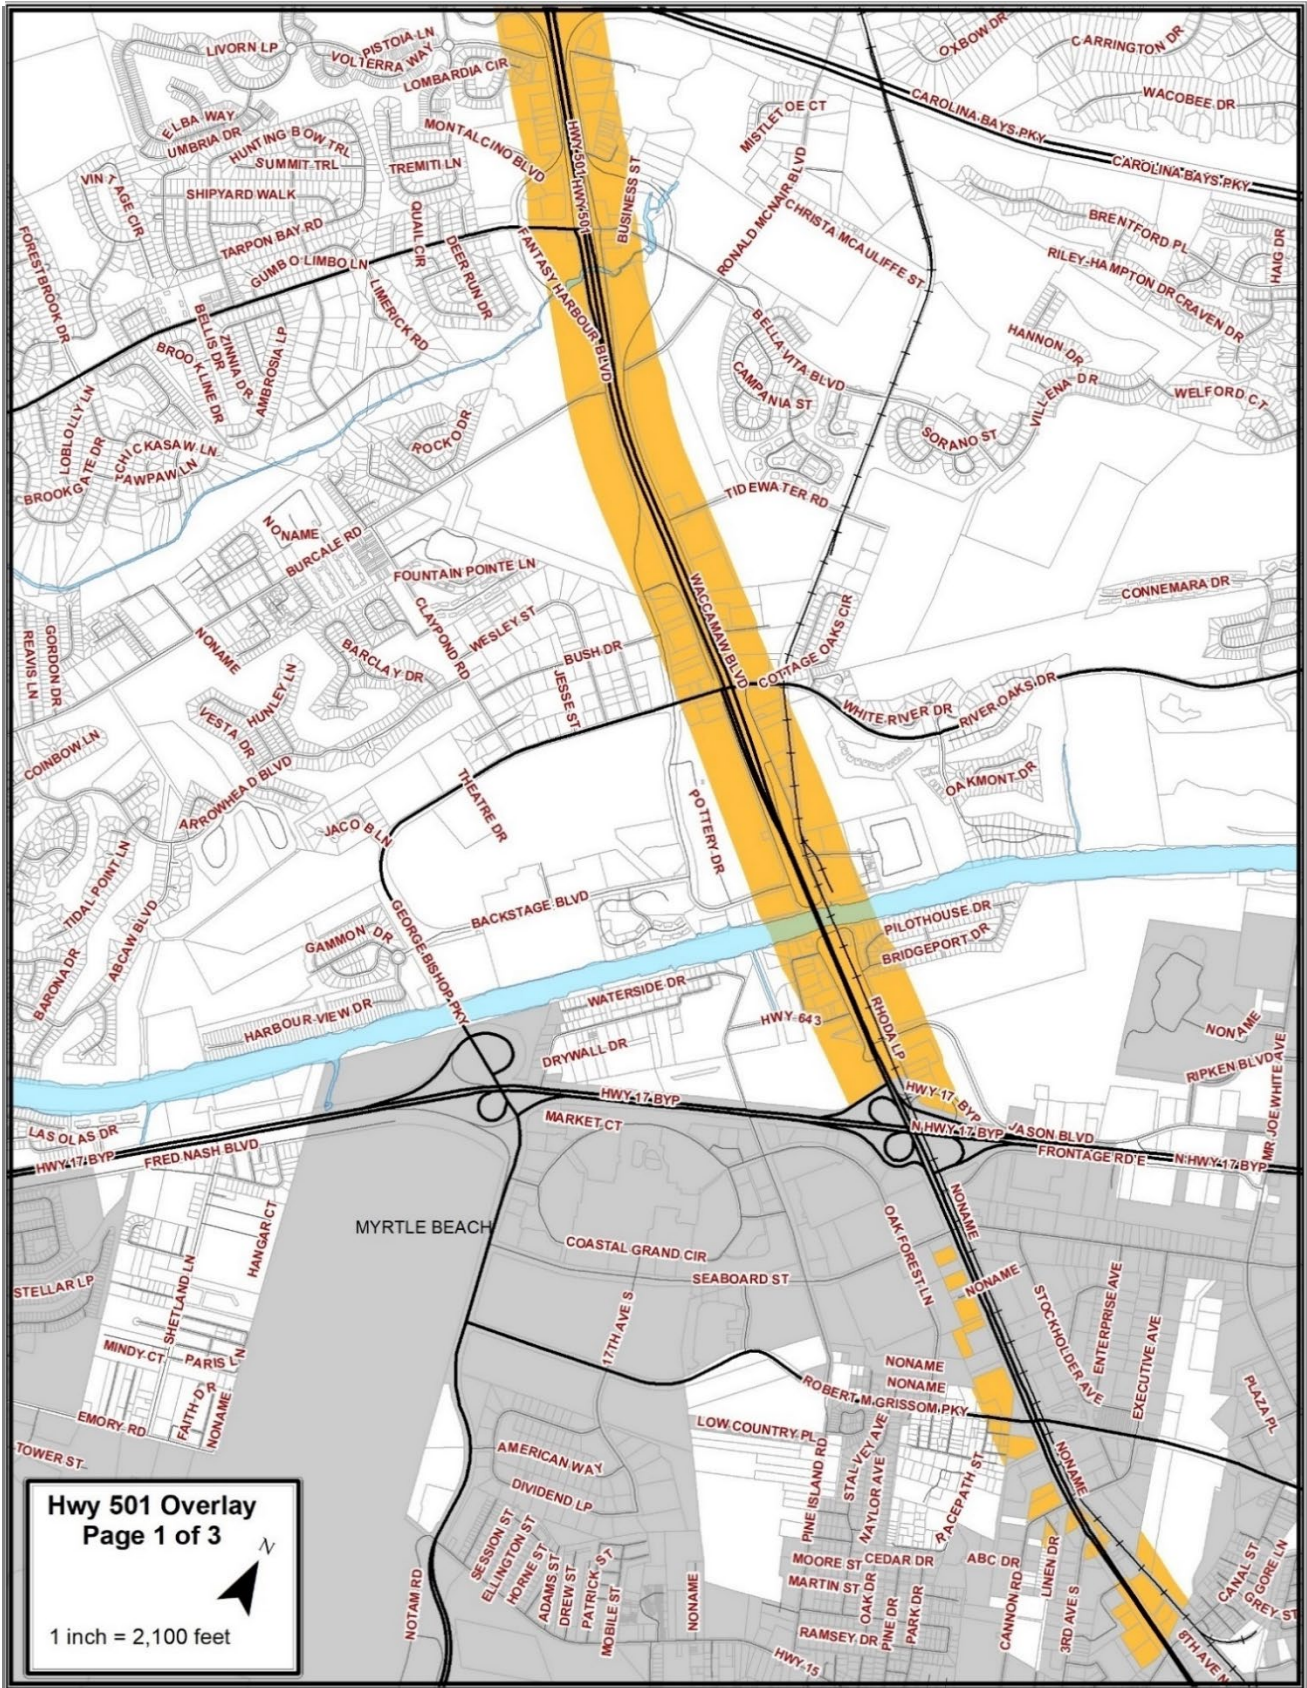 LIVORN LP
PISTOIA LN
VOLTERRA WAY
LOMBARDIA CIR
OXBOW DR
CARRINGTON DR
WACOBEE DR
CAROLINA BAYS PKY
CAROLINA BAYS PKY
ELBA WAY
UMBRIA DR
HUNTING BOW TRL
SUMMIT TRL
SHIPYARD WALK
MONTALCINO BLVD
TREMITI LN
HWY 501
HWY 501
BUSINESS ST
MISTLETOE CT
RONALD MCNAIR BLVD
CHRISTA MCAULIFFE ST
BRENTFORD PL
RILEY-HAMPTON DR
CRAVEN DR
HAIG DR
VINTAGE CIR
TARPON BAY RD
GUMBO LIMBO LN
QUAIL CIR
DEER RUN DR
FANTASY HARBOUR BLVD
FORESTBROOK DR
LIMERICK RD
BELLIS DR
ZINNIA DR
BROOKLINE DR
AMBROSIA LP
BELLA VITA BLVD
CAMPANIA ST
HANNON DR
VILLENA DR
WELFORD CT
SORANO ST
LOBLOLLY LN
CHICKASAW LN
PAWPAW LN
BROOKGATE DR
ROCKO DR
TIDEWATER RD
NONAME
BURCALE RD
FOUNTAIN POINTE LN
CLAYPOND RD
WESLEY ST
WACCAMAW BLVD
COTTAGE OAKS CIR
CONNEMARA DR
GORDON DR
REAVIS LN
NONAME
BARCLAY DR
BUSH DR
JESSE ST
HUNLEY LN
VESTA DR
WHITE RIVER DR
RIVER OAKS DR
COINBOW LN
ARROWHEAD BLVD
THEATRE DR
OAKMONT DR
JACOB LN
POTTERY DR
TIDAL POINT LN
ABCAW BLVD
BACKSTAGE BLVD
GEORGE BISHOP PKY
PILOTHOUSE DR
BRIDGEPORT DR
GAMMON DR
BARONA DR
HARBOUR VIEW DR
WATERSIDE DR
HWY 643
RHODA LP
NONAME
DRYWALL DR
RIPKEN BLVD
MR. JOE WHITE AVE
HWY 17 BYP
HWY 17 BYP
MARKET CT
N HWY 17 BYP
JASON BLVD
FRONTAGE RD E
N HWY 17 BYP
LAS OLAS DR
HWY 17 BYP
FRED NASH BLVD
MYRTLE BEACH
HANGAR CT
COASTAL GRAND CIR
SEABOARD ST
OAK FOREST LN
NONAME
NONAME
STELLAR LP
SHETLAND LN
17TH AVE S
STOCKHOLDER AVE
ENTERPRISE AVE
EXECUTIVE AVE
MINDY CT
PARIS LN
FAITH DR
NONAME
NONAME
NONAME
ROBERT M GRISSOM PKY
PLAZA PL
EMORY RD
TOWER ST
LOW COUNTRY PL
PINE ISLAND RD
STALVEY AVE
NAYLOR AVE
RACEPATH ST
NONAME
AMERICAN WAY
DIVIDEND LP
SESSION ST
ELLINGTON ST
HORNE ST
ADAMS ST
DREW ST
PATRICK ST
MOBILE ST
NONAME
MOORE ST
CEDAR DR
ABC DR
LINEN DR
MARTIN ST
OAK DR
PINE DR
PARK DR
CANNON RD
3RD AVE S
CANAL ST
GORE LN
GREY ST
NOTAM RD
RAMSEY DR
HWY 15
8TH AVE N
Hwy 501 Overlay
Page 1 of 3
N
1 inch = 2,100 feet